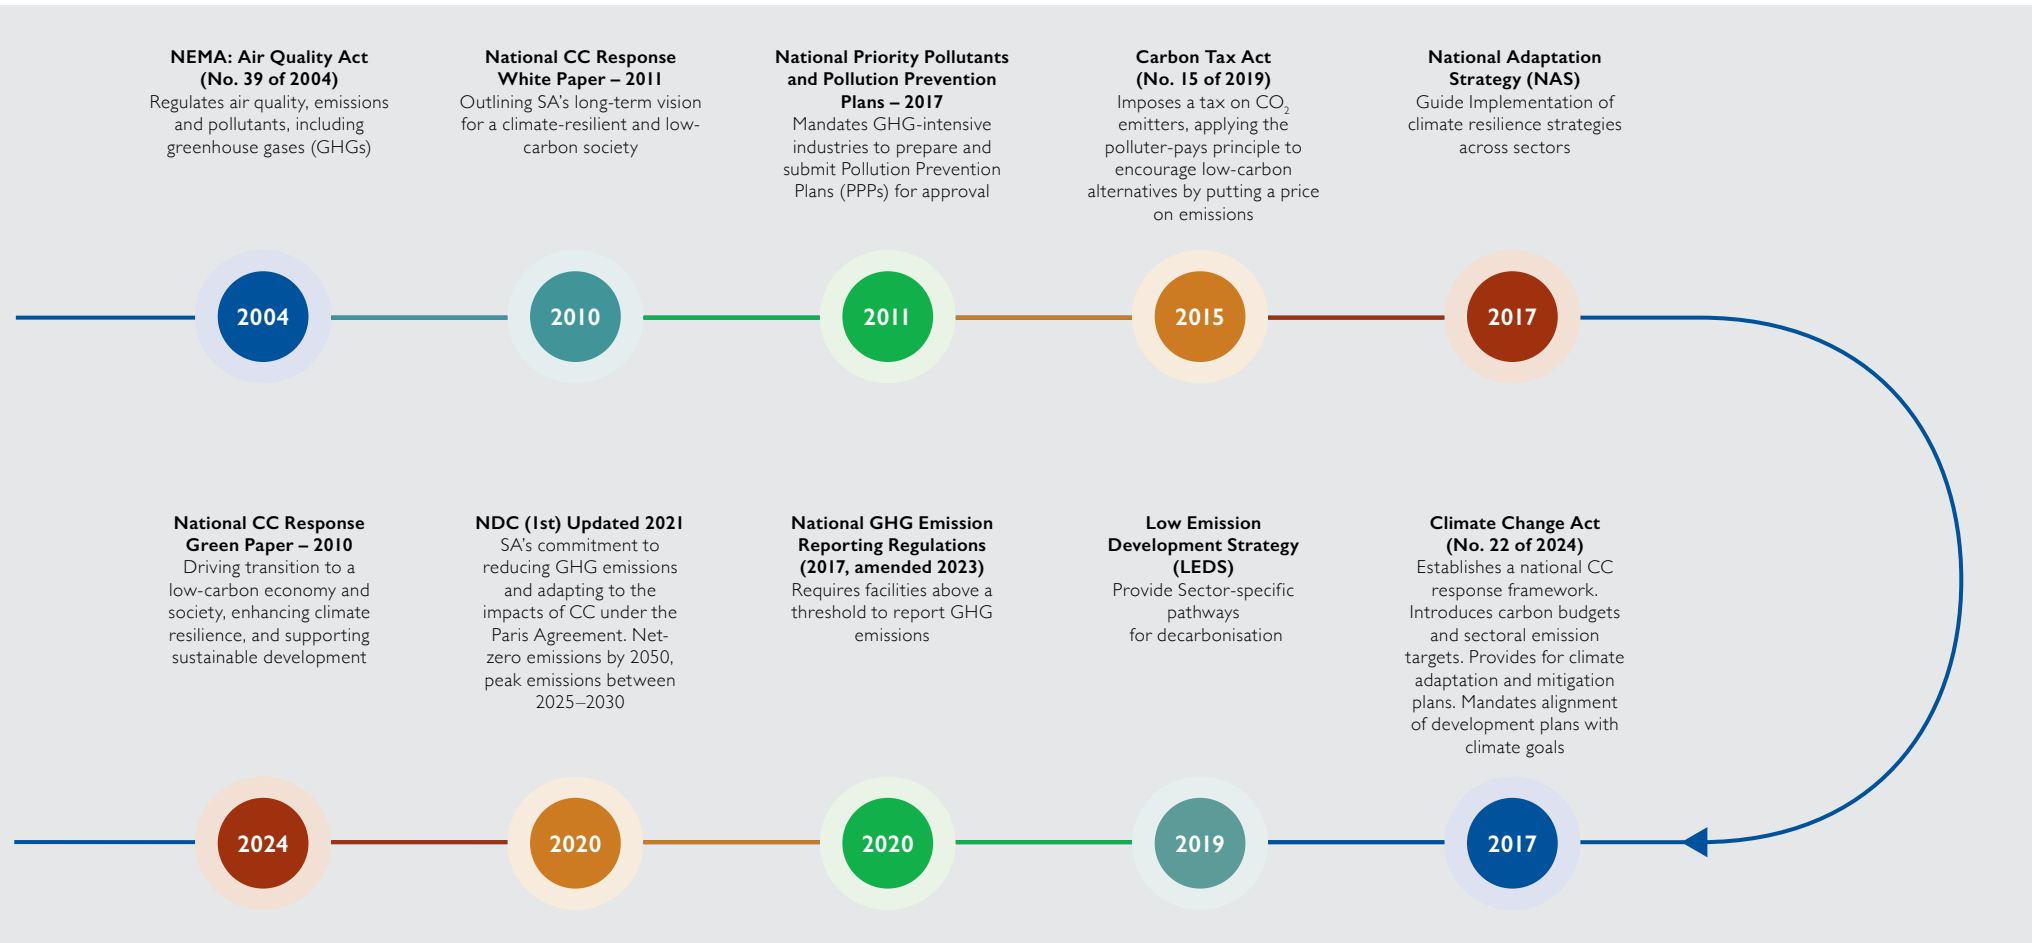 NEMA: Air Quality Act
(No. 39 of 2004)
Regulates air quality, emissions
and pollutants, including
greenhouse gases (GHGs)
National CC Response
White Paper – 2011
Outlining SA's long-term vision
for a climate-resilient and low-
carbon society
National Priority Pollutants
and Pollution Prevention
Plans – 2017
Mandates GHG-intensive
industries to prepare and
submit Pollution Prevention
Plans (PPPs) for approval
Carbon Tax Act
(No. 15 of 2019)
Imposes a tax on CO₂
emitters, applying the
polluter-pays principle to
encourage low-carbon
alternatives by putting a price
on emissions
National Adaptation
Strategy (NAS)
Guide Implementation of
climate resilience strategies
across sectors
2004
2010
2011
2015
2017
National CC Response
Green Paper – 2010
Driving transition to a
low-carbon economy and
society, enhancing climate
resilience, and supporting
sustainable development
NDC (1st) Updated 2021
SA's commitment to
reducing GHG emissions
and adapting to the
impacts of CC under the
Paris Agreement. Net-
zero emissions by 2050,
peak emissions between
2025–2030
National GHG Emission
Reporting Regulations
(2017, amended 2023)
Requires facilities above a
threshold to report GHG
emissions
Low Emission
Development Strategy
(LEDS)
Provide Sector-specific
pathways
for decarbonisation
Climate Change Act
(No. 22 of 2024)
Establishes a national CC
response framework.
Introduces carbon budgets
and sectoral emission
targets. Provides for climate
adaptation and mitigation
plans. Mandates alignment
of development plans with
climate goals
2024
2020
2020
2019
2017